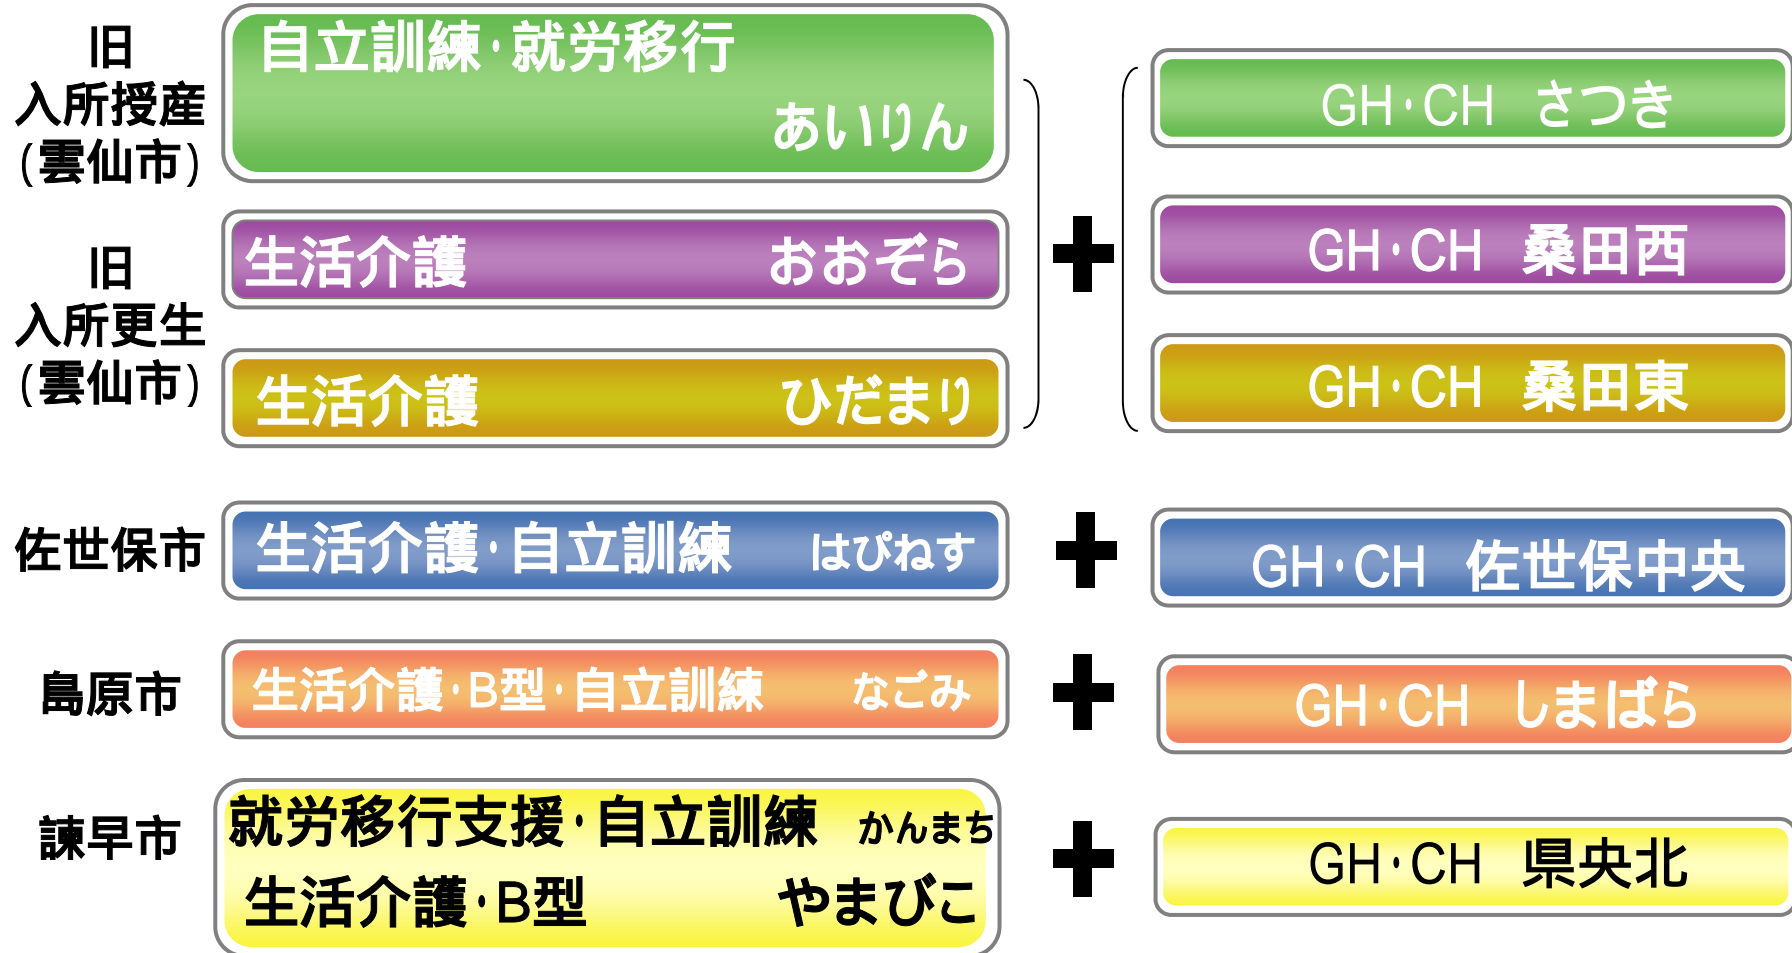 旧
入所授産
(雲仙市)
自立訓練・就労移行
あいりん
GH・CH さつき
旧
入所更生
(雲仙市)
生活介護 おおぞら
+
GH・CH 桑田西
生活介護 ひだまり
GH・CH 桑田東
佐世保市
生活介護・自立訓練 はぴねす
+
GH・CH 佐世保中央
島原市
生活介護・B型・自立訓練 なごみ
+
GH・CH しまばら
諫早市
就労移行支援・自立訓練 かんまち
生活介護・B型 やまびこ
+
GH・CH 県央北